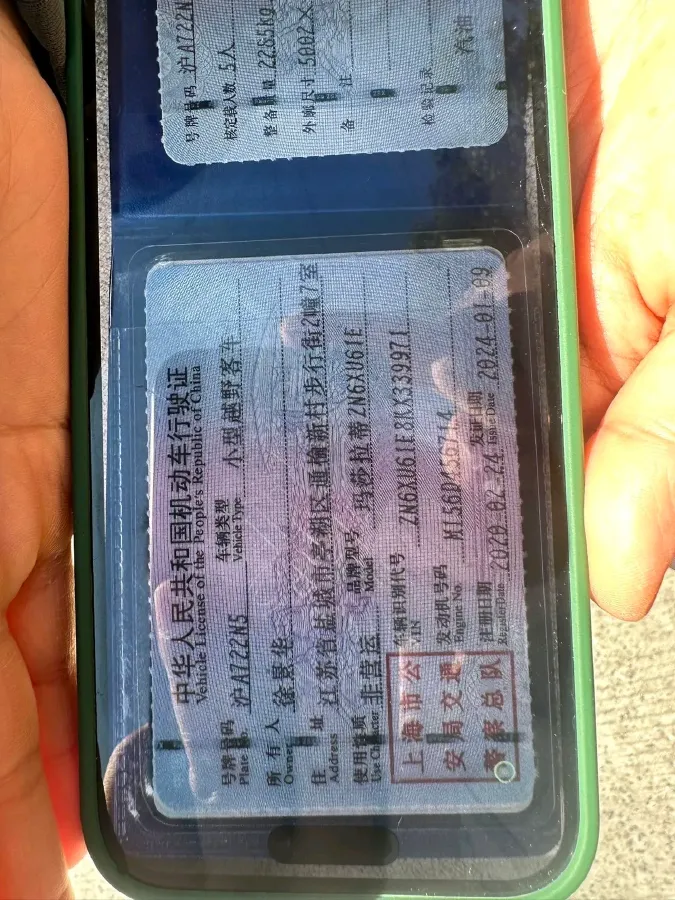 中华人民共和国机动车行驶证
Vehicle License of the People's Republic of China
号牌号码 沪A722N5 车辆类型 小型越野客车
Plate No. Vehicle Type
所有人 徐景华
Owner
住址 江苏省盐城市亭湖区通榆新村步行街2幢7室
Address
使用性质 非营运 品牌型号 玛莎拉蒂ZN6XU61E
Use Character Model
上海市公
安局交通
警察总队
车辆识别代号 ZN6XU61E8KX339971
VIN
发动机号码 M156D456714
Engine No.
注册日期 2020-02-24 发证日期 2024-01-09
Register Date Issue Date
号牌号码 沪A722N
核定载人数 5人
整备质量 2265kg
外廓尺寸 5002X
备注
检验记录
汽油